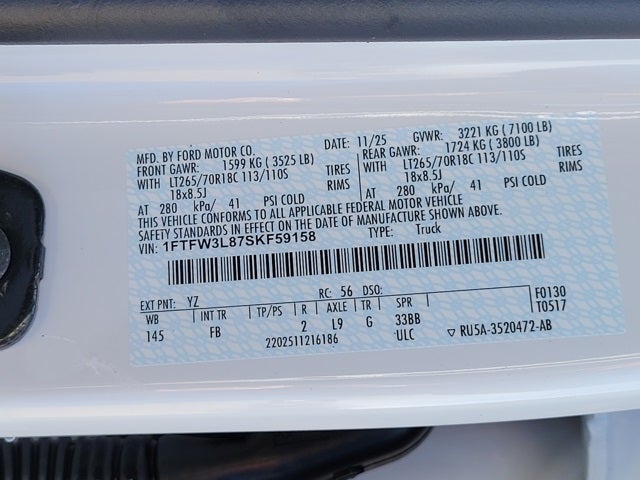 MFD. BY FORD MOTOR CO. DATE: 11/25 GVWR: 3221 KG ( 7100 LB)
FRONT GAWR: 1599 KG ( 3525 LB) REAR GAWR: 1724 KG ( 3800 LB)
WITH LT265/70R18C 113/110S TIRES WITH LT265/70R18C 113/110S TIRES
18x8.5J RIMS 18x8.5J RIMS
AT 280 kPa/ 41 PSI COLD AT 280 kPa/ 41 PSI COLD
THIS VEHICLE CONFORMS TO ALL APPLICABLE FEDERAL MOTOR VEHICLE
SAFETY STANDARDS IN EFFECT ON THE DATE OF MANUFACTURE SHOWN ABOVE.
VIN: 1FTFW3L87SKF59158 TYPE: Truck
EXT PNT: YZ RC: 56 DSO: F0130
WB INT TR TP/PS R AXLE TR SPR T0517
145 FB 2 L9 G 33BB
2202511216186 ULC ▽ RU5A-3520472-AB